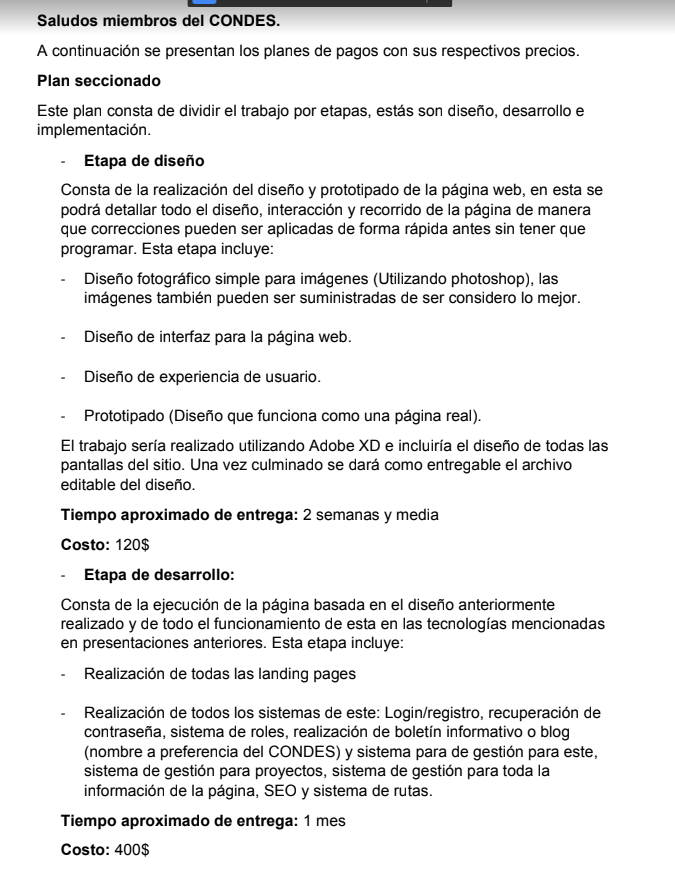 Saludos miembros del CONDES.
A continuación se presentan los planes de pagos con sus respectivos precios.
Plan seccionado
Este plan consta de dividir el trabajo por etapas, estás son diseño, desarrollo e
implementación.
- Etapa de diseño
Consta de la realización del diseño y prototipado de la página web, en esta se
podrá detallar todo el diseño, interacción y recorrido de la página de manera
que correcciones pueden ser aplicadas de forma rápida antes sin tener que
programar. Esta etapa incluye:
- Diseño fotográfico simple para imágenes (Utilizando photoshop), las
imágenes también pueden ser suministradas de ser considero lo mejor.
- Diseño de interfaz para la página web.
- Diseño de experiencia de usuario.
- Prototipado (Diseño que funciona como una página real).
El trabajo sería realizado utilizando Adobe XD e incluiría el diseño de todas las
pantallas del sitio. Una vez culminado se dará como entregable el archivo
editable del diseño.
Tiempo aproximado de entrega: 2 semanas y media
Costo: 120$
- Etapa de desarrollo:
Consta de la ejecución de la página basada en el diseño anteriormente
realizado y de todo el funcionamiento de esta en las tecnologías mencionadas
en presentaciones anteriores. Esta etapa incluye:
- Realización de todas las landing pages
- Realización de todos los sistemas de este: Login/registro, recuperación de
contraseña, sistema de roles, realización de boletín informativo o blog
(nombre a preferencia del CONDES) y sistema para de gestión para este,
sistema de gestión para proyectos, sistema de gestión para toda la
información de la página, SEO y sistema de rutas.
Tiempo aproximado de entrega: 1 mes
Costo: 400$